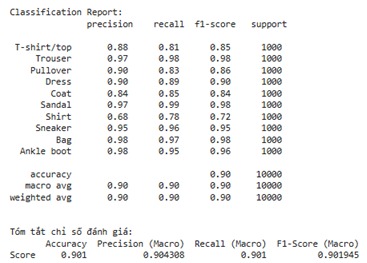 Classification Report:
precision recall f1-score support
T-shirt/top 0.88 0.81 0.85 1000
Trouser 0.97 0.98 0.98 1000
Pullover 0.90 0.83 0.86 1000
Dress 0.90 0.89 0.90 1000
Coat 0.84 0.85 0.84 1000
Sandal 0.97 0.99 0.98 1000
Shirt 0.68 0.78 0.72 1000
Sneaker 0.95 0.96 0.95 1000
Bag 0.98 0.97 0.98 1000
Ankle boot 0.98 0.95 0.96 1000
accuracy 0.90 10000
macro avg 0.90 0.90 0.90 10000
weighted avg 0.90 0.90 0.90 10000
Tóm tắt chỉ số đánh giá:
Accuracy Precision (Macro) Recall (Macro) F1-Score (Macro)
Score 0.901 0.904308 0.901 0.901945